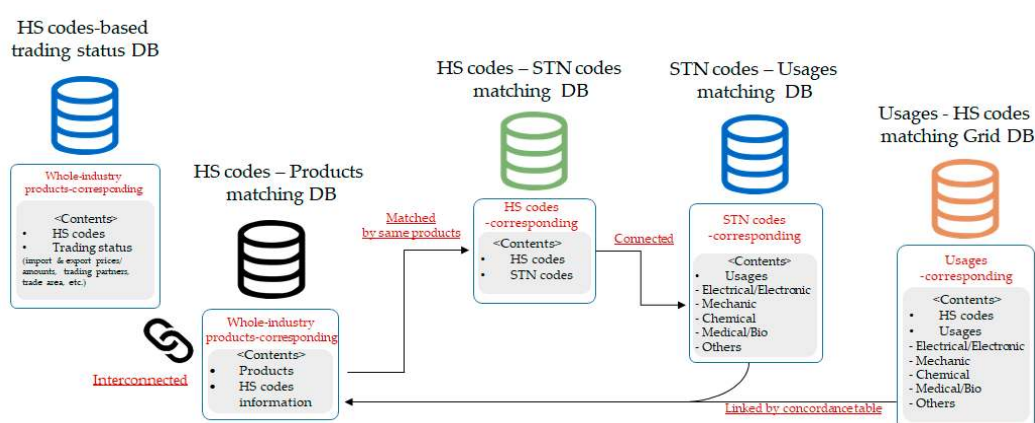 HS codes-based
trading status DB
Whole-industry
products-corresponding
<Contents>
• HS codes
• Trading status
(import & export prices/
amounts, trading partners,
trade area, etc.)
Interconnected
HS codes – Products
matching DB
Whole-industry
products-corresponding
<Contents>
• Products
• HS codes
information
Matched
by same products
HS codes – STN codes
matching DB
HS codes
-corresponding
<Contents>
• HS codes
• STN codes
Connected
STN codes – Usages
matching DB
STN codes
-corresponding
<Contents>
• Usages
- Electrical/Electronic
- Mechanic
- Chemical
- Medical/Bio
- Others
Usages - HS codes
matching Grid DB
Usages
-corresponding
<Contents>
• HS codes
• Usages
- Electrical/Electronic
- Mechanic
- Chemical
- Medical/Bio
- Others
Linked by concordance table